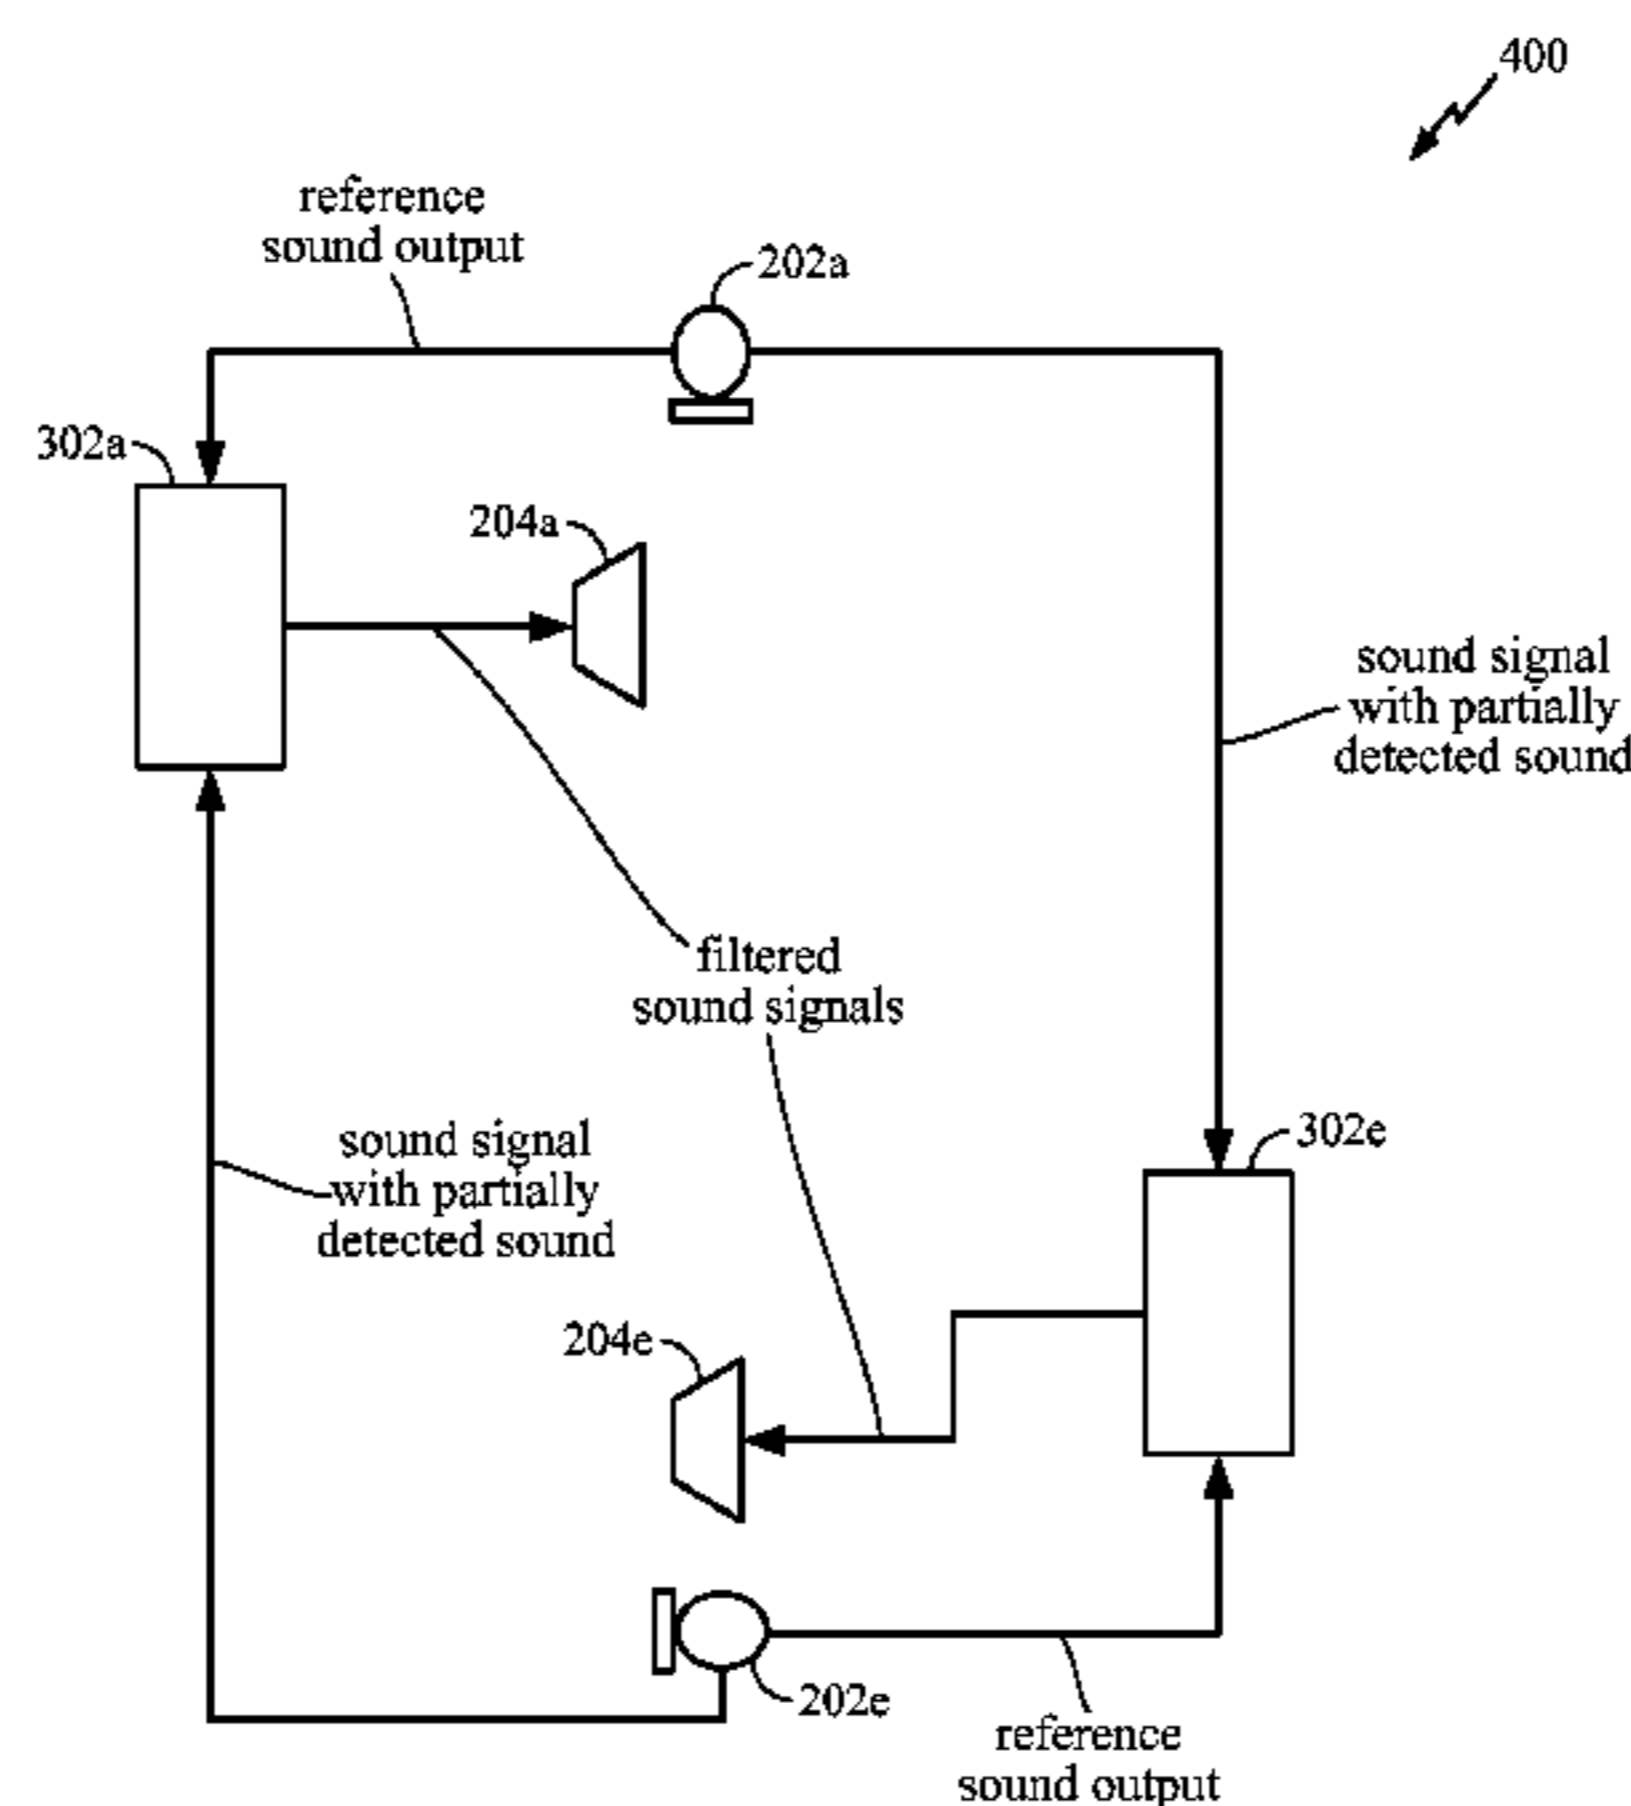 400
reference
sound output
202a
302a
204a
sound signal
with partially
detected sound
filtered
sound signals
302e
sound signal
with partially
detected sound
204e
202e
reference
sound output